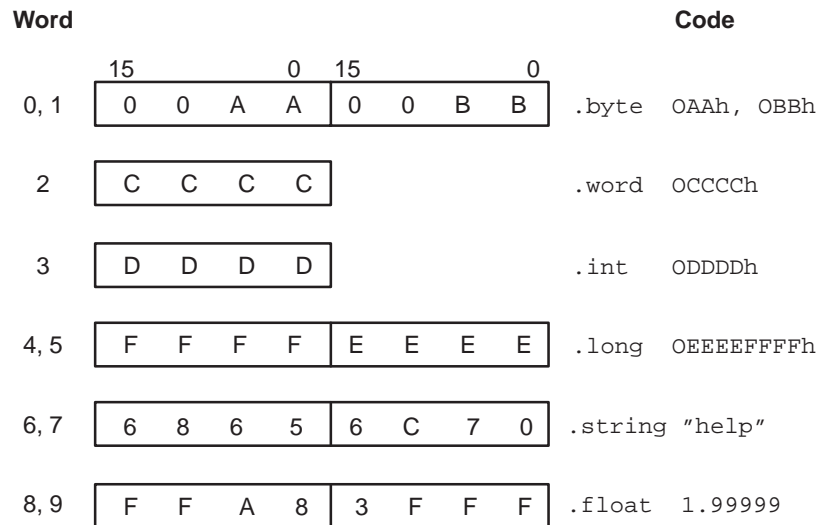 Word Code
15 0 15 0
0, 1 0 0 A A 0 0 B B .byte OAAh, OBBh
2 C C C C .word OCCCCh
3 D D D D .int ODDDDh
4, 5 F F F F E E E E .long OEEEEFFFFh
6, 7 6 8 6 5 6 C 7 0 .string ″help″
8, 9 F F A 8 3 F F F .float 1.99999